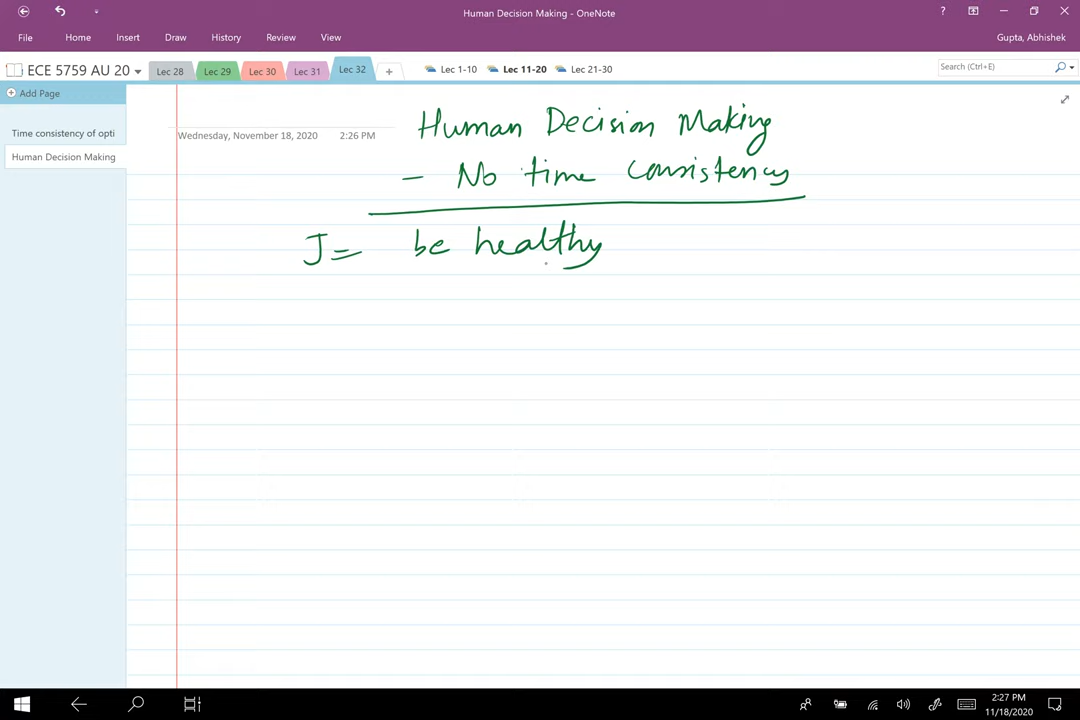 Human Decision Making - OneNote
?
File Home Insert Draw History Review View
Gupta, Abhishek
ECE 5759 AU 20 Lec 28 Lec 29 Lec 30 Lec 31 Lec 32 + Lec 1-10 Lec 11-20 Lec 21-30 Search (Ctrl+E)
Add Page
Time consistency of opti
Human Decision Making
Wednesday, November 18, 2020 2:26 PM
Human Decision Making
- No time consistency
J = be healthy
2:27 PM
11/18/2020